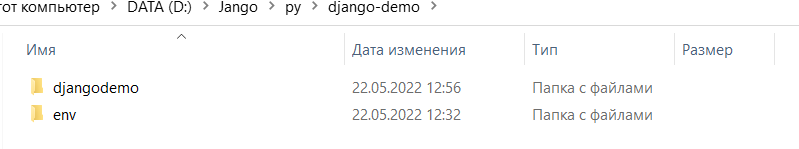 тот компьютер > DATA (D:) > Jango > py > django-demo >
Имя Дата изменения Тип Размер
djangodemo 22.05.2022 12:56 Папка с файлами
env 22.05.2022 12:32 Папка с файлами